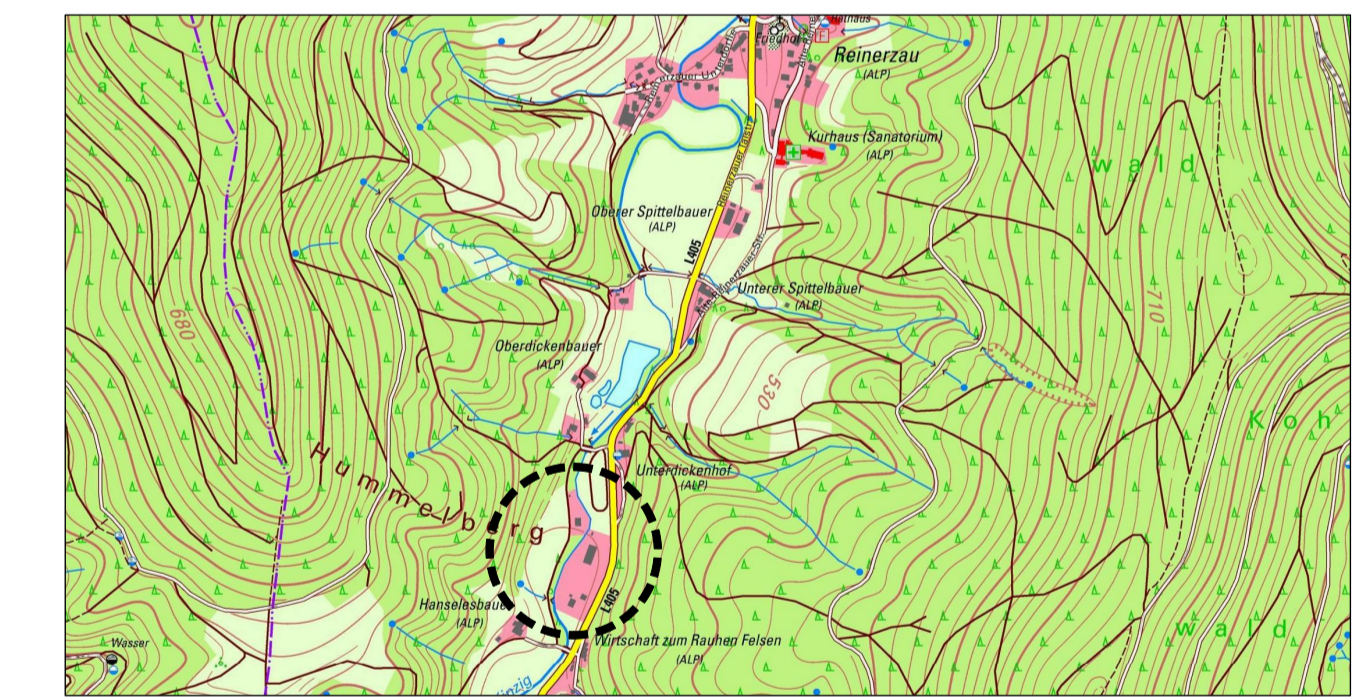 Rathaus
Friedhof
Reinerzau
(ALP)
Reinerzauer Unterdörfle
art
Kurhaus (Sanatorium)
(ALP)
Wald
Reinerzauer Talstr.
Oberer Spittelbauer
(ALP)
L405
Alte Reinerzauer Str.
Unterer Spittelbauer
(ALP)
710
680
Oberdickenbauer
(ALP)
530
Koh
Hummelberg
Unterdickenhof
(ALP)
Hanselesbauer
(ALP)
L405
Wirtschaft zum Rauhen Felsen
(ALP)
wald
Wasser